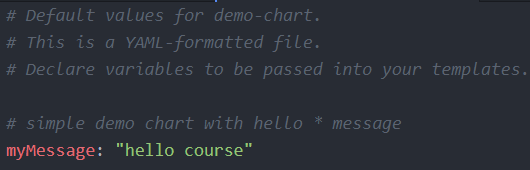 # Default values for demo-chart.
# This is a YAML-formatted file.
# Declare variables to be passed into your templates.
# simple demo chart with hello * message
myMessage: "hello course"